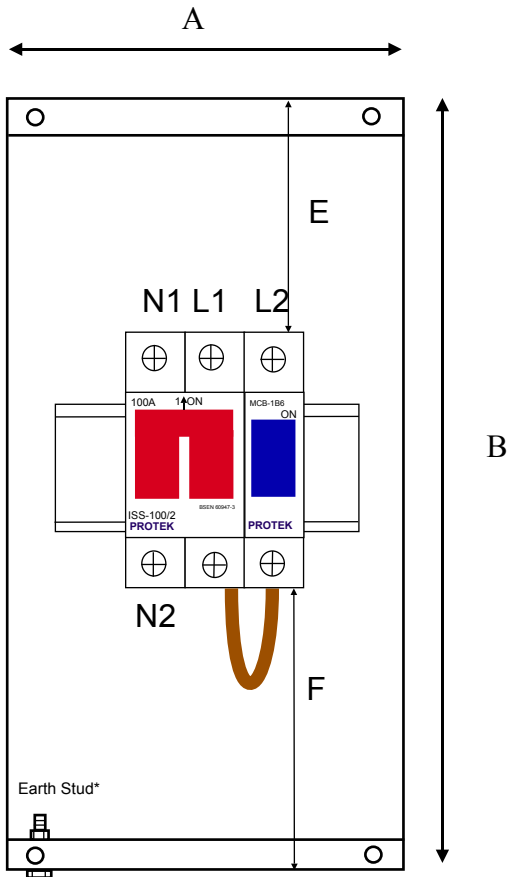 A
E
N1 L1 L2
B
100A
1 ON
MCB-1B6
ON
BSEN 60947-3
ISS-100/2
PROTEK
PROTEK
N2
F
Earth Stud*